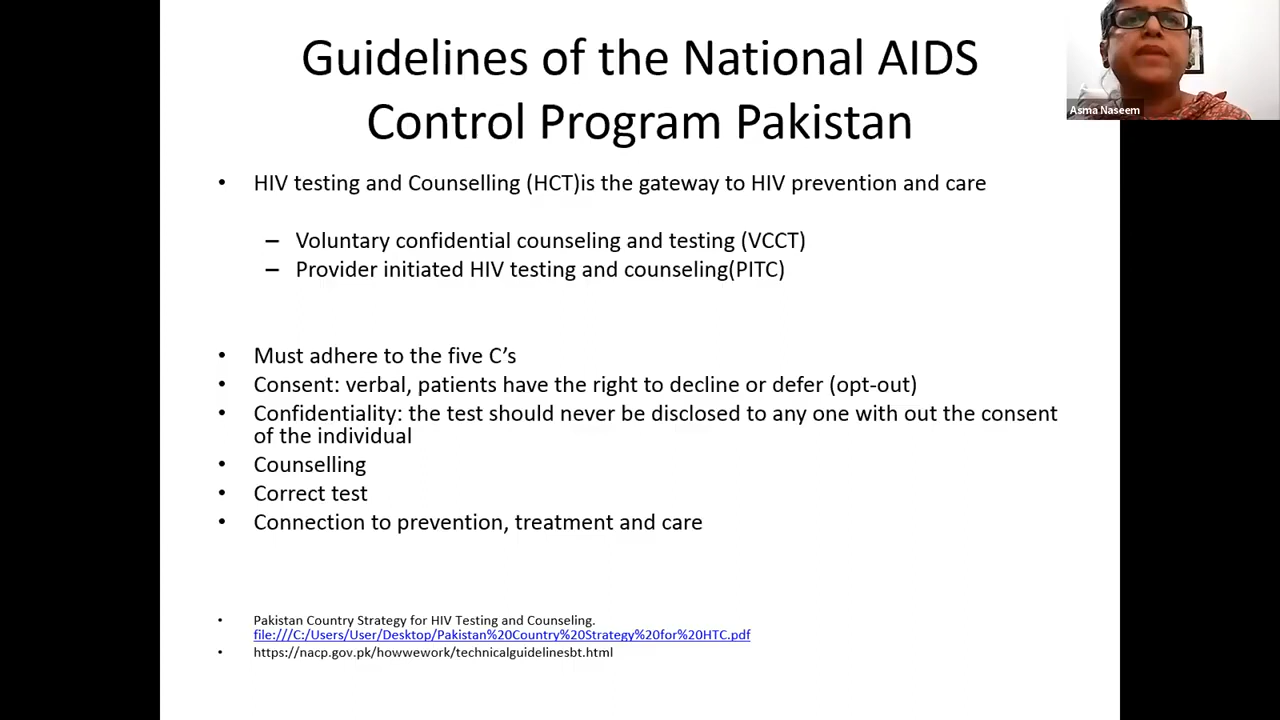 Guidelines of the National AIDS
Control Program Pakistan
Asma Naseem
• HIV testing and Counselling (HCT)is the gateway to HIV prevention and care
– Voluntary confidential counseling and testing (VCCT)
– Provider initiated HIV testing and counseling(PITC)
• Must adhere to the five C’s
• Consent: verbal, patients have the right to decline or defer (opt-out)
• Confidentiality: the test should never be disclosed to any one with out the consent
of the individual
• Counselling
• Correct test
• Connection to prevention, treatment and care
• Pakistan Country Strategy for HIV Testing and Counseling.
file:///C:/Users/User/Desktop/Pakistan%20Country%20Strategy%20for%20HTC.pdf
• https://nacp.gov.pk/howwework/technicalguidelinesbt.html